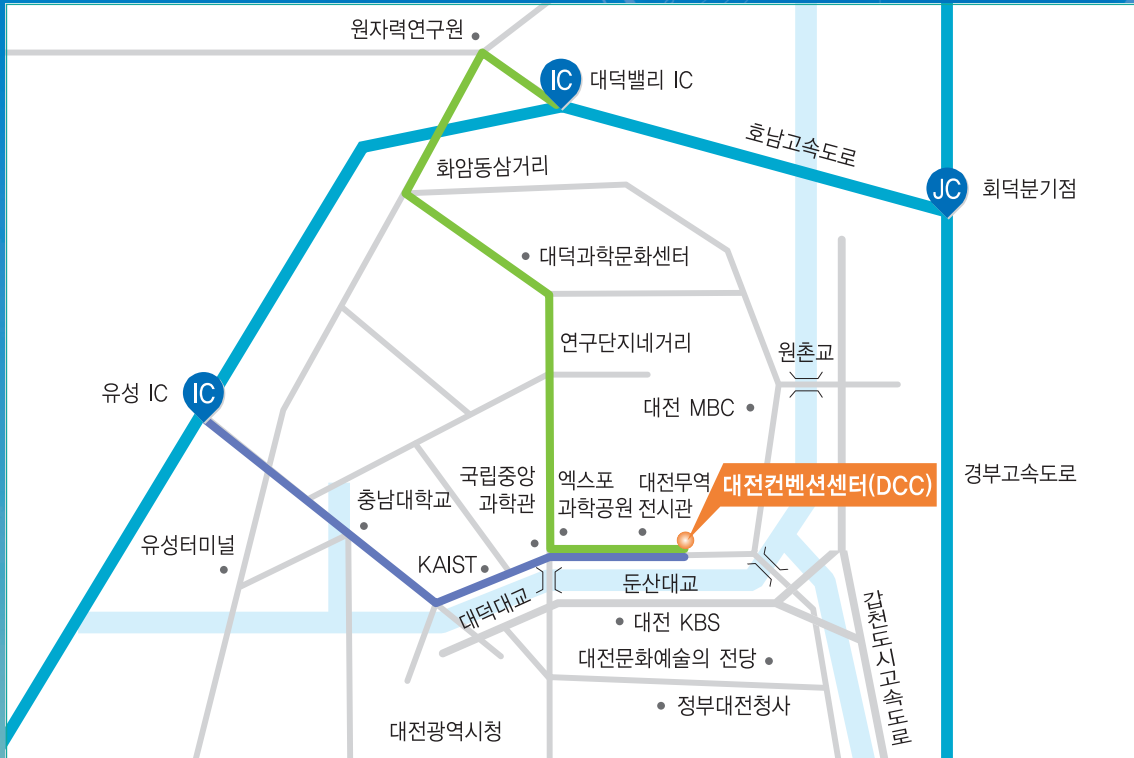 원자력연구원
IC
대덕밸리 IC
호남고속도로
화암동삼거리
JC
회덕분기점
대덕과학문화센터
연구단지네거리
원촌교
유성 IC
IC
대전 MBC
국립중앙
과학관
엑스포
과학공원
대전무역
전시관
대전컨벤션센터(DCC)
경부고속도로
충남대학교
유성터미널
KAIST
대덕대교
둔산대교
갑천도시고속도로
대전 KBS
대전문화예술의 전당
정부대전청사
대전광역시청